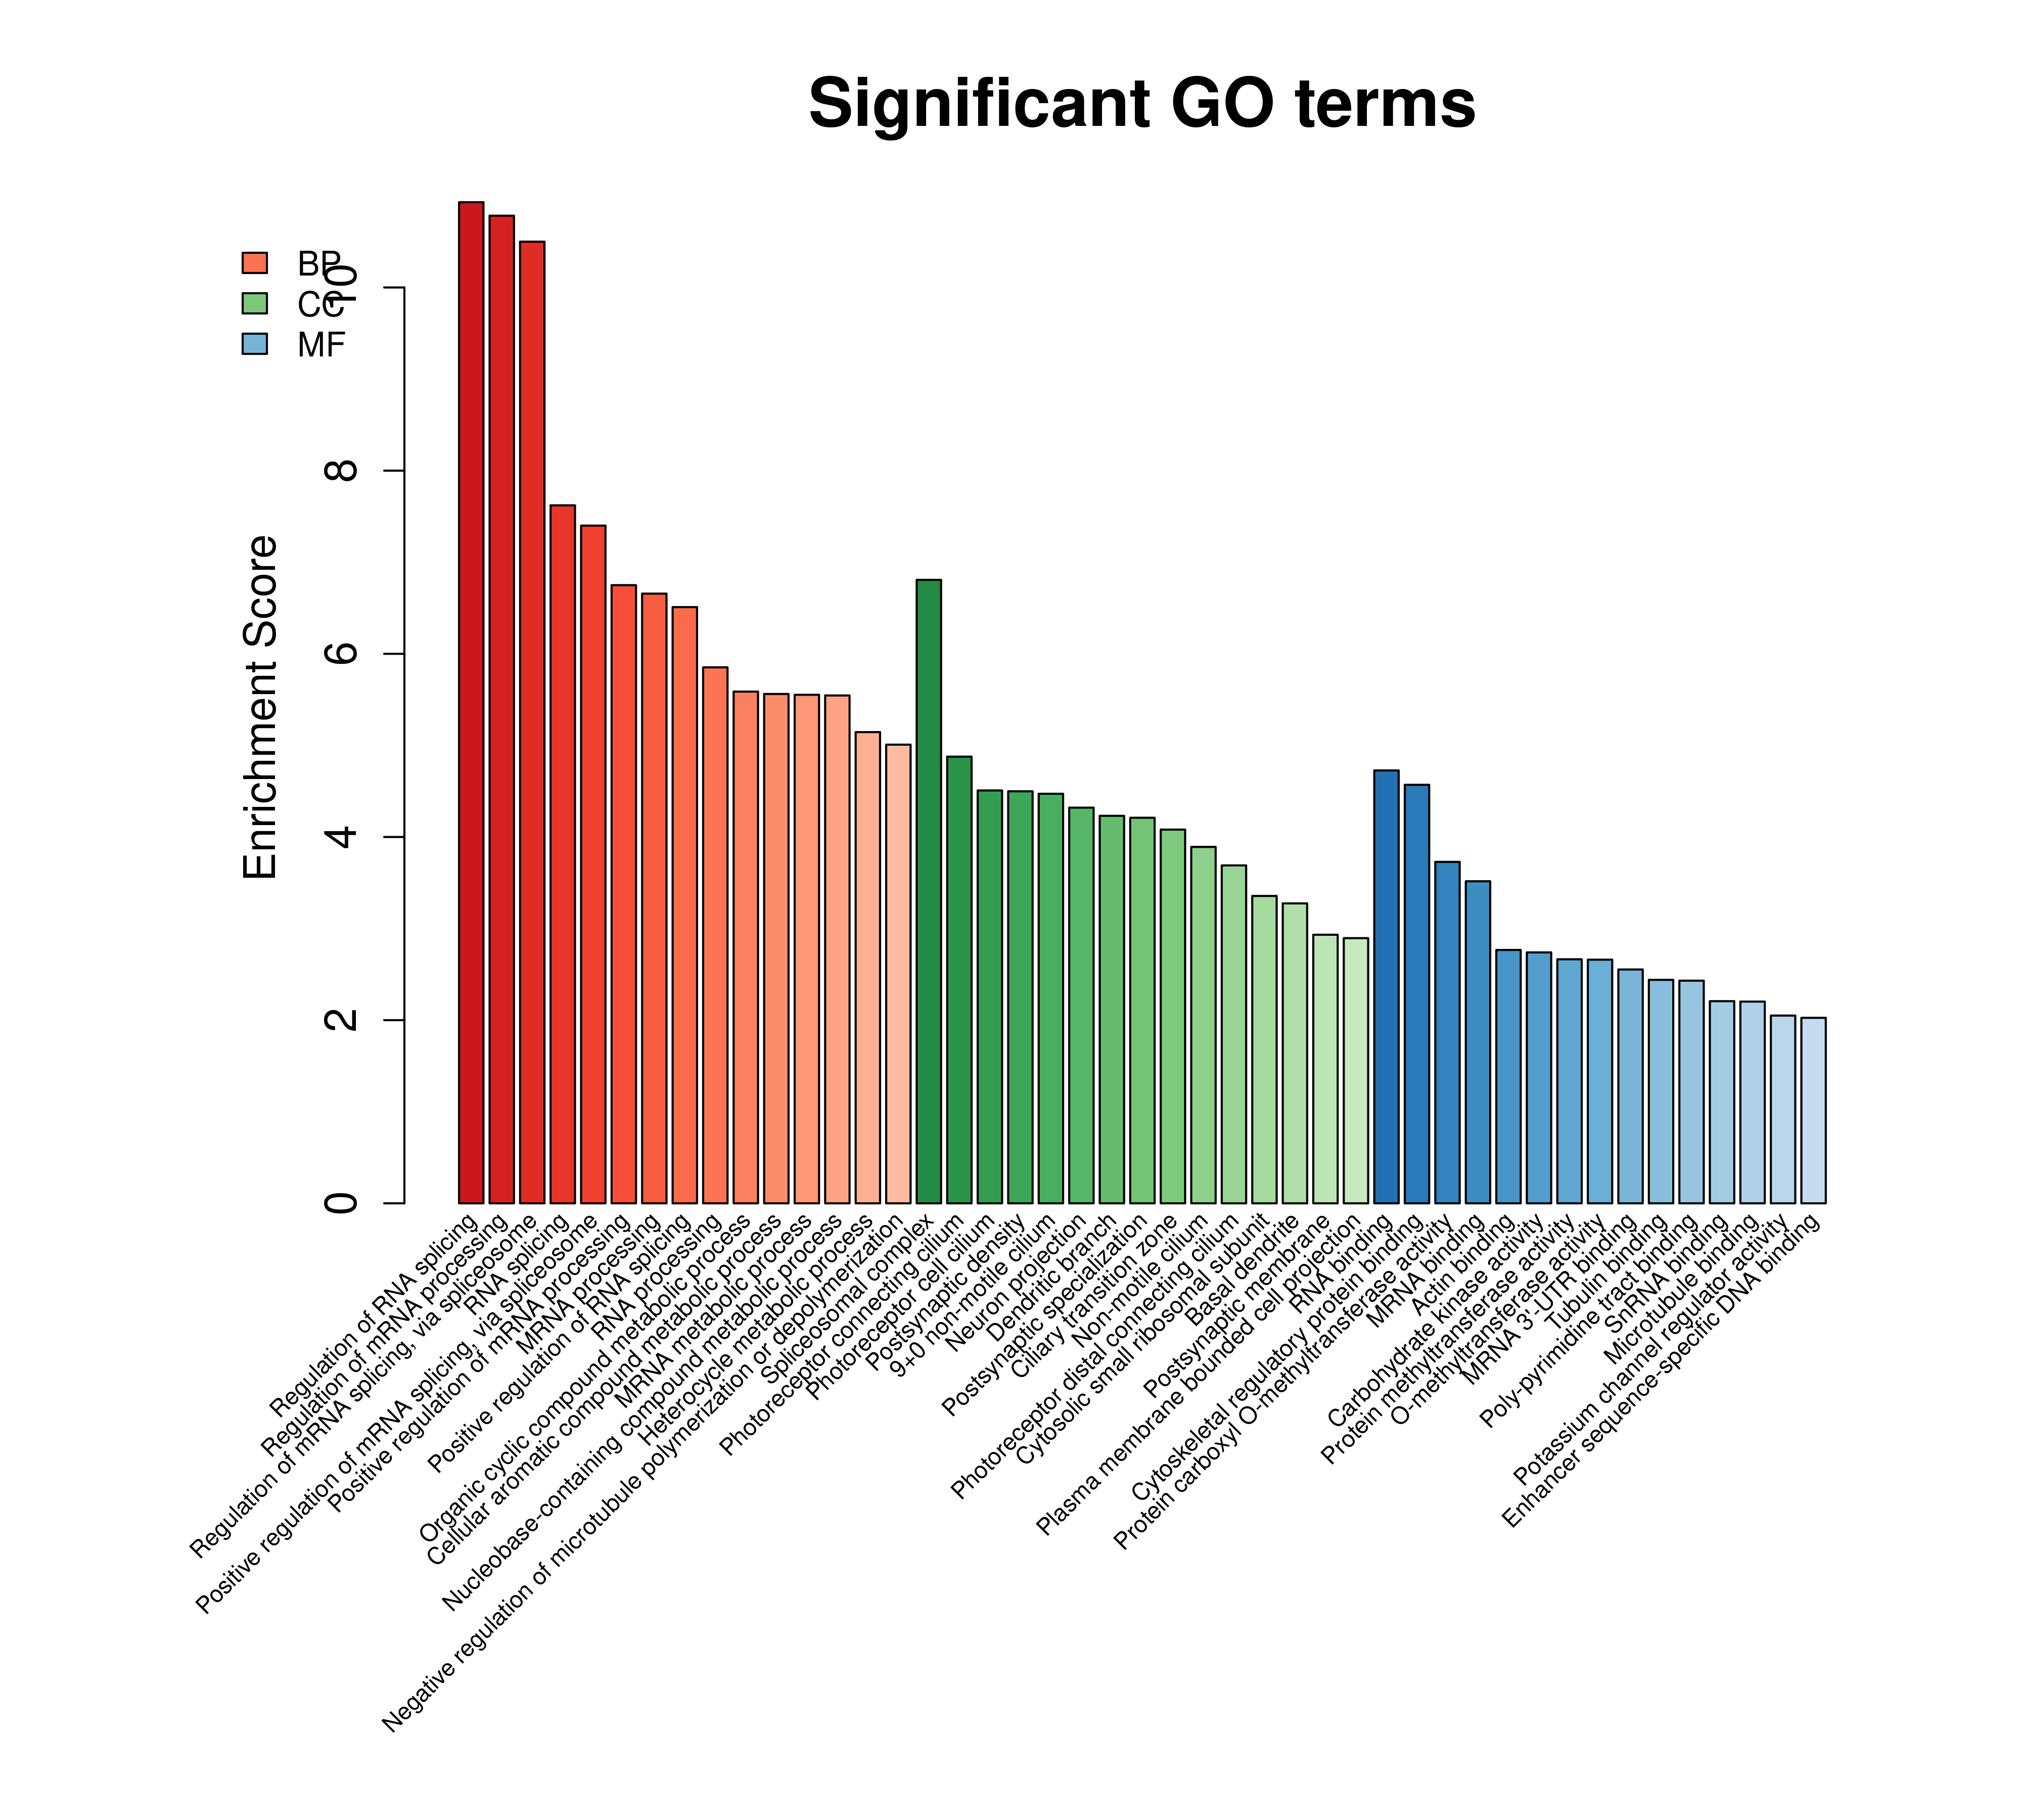 Significant GO terms
BP
CC
MF
Enrichment Score
10
8
6
4
2
0
Regulation of RNA splicing
Regulation of mRNA processing
Regulation of mRNA splicing, via spliceosome
RNA splicing
Positive regulation of mRNA splicing, via spliceosome
Positive regulation of mRNA processing
MRNA processing
Positive regulation of RNA splicing
RNA processing
Organic cyclic compound metabolic process
Cellular aromatic compound metabolic process
MRNA metabolic process
Nucleobase-containing compound metabolic process
Heterocycle metabolic process
Negative regulation of microtubule polymerization or depolymerization
Spliceosomal complex
Photoreceptor connecting cilium
Photoreceptor cell cilium
Postsynaptic density
9+0 non-motile cilium
Neuron projection
Dendritic branch
Postsynaptic specialization
Ciliary transition zone
Non-motile cilium
Photoreceptor distal connecting cilium
Cytosolic small ribosomal subunit
Basal dendrite
Postsynaptic membrane
Plasma membrane bounded cell projection
RNA binding
Cytoskeletal regulatory protein binding
Protein carboxyl O-methyltransferase activity
MRNA binding
Actin binding
Carbohydrate kinase activity
Protein methyltransferase activity
O-methyltransferase activity
MRNA 3'-UTR binding
Tubulin binding
Poly-pyrimidine tract binding
SnRNA binding
Microtubule binding
Potassium channel regulator activity
Enhancer sequence-specific DNA binding